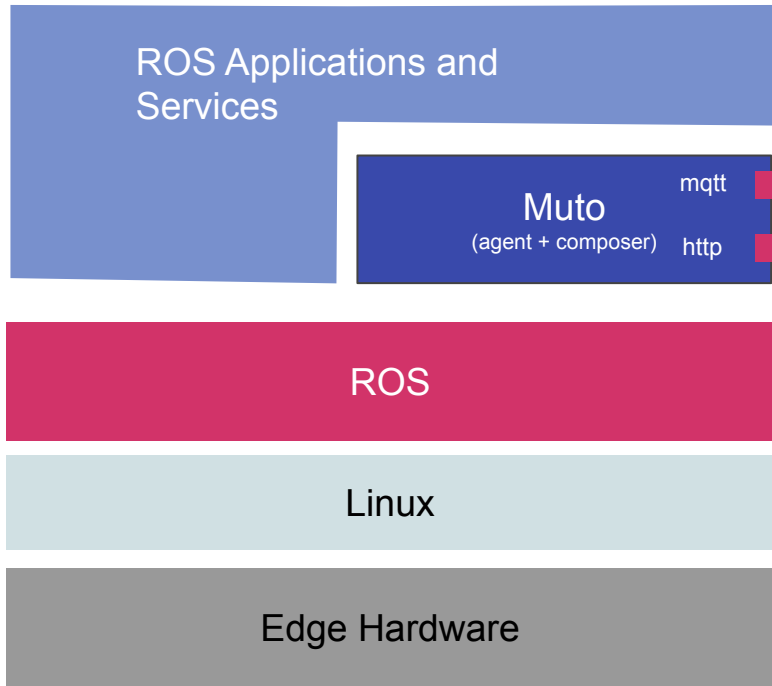 ROS Applications and
Services
mqtt
Muto
(agent + composer)
http
ROS
Linux
Edge Hardware